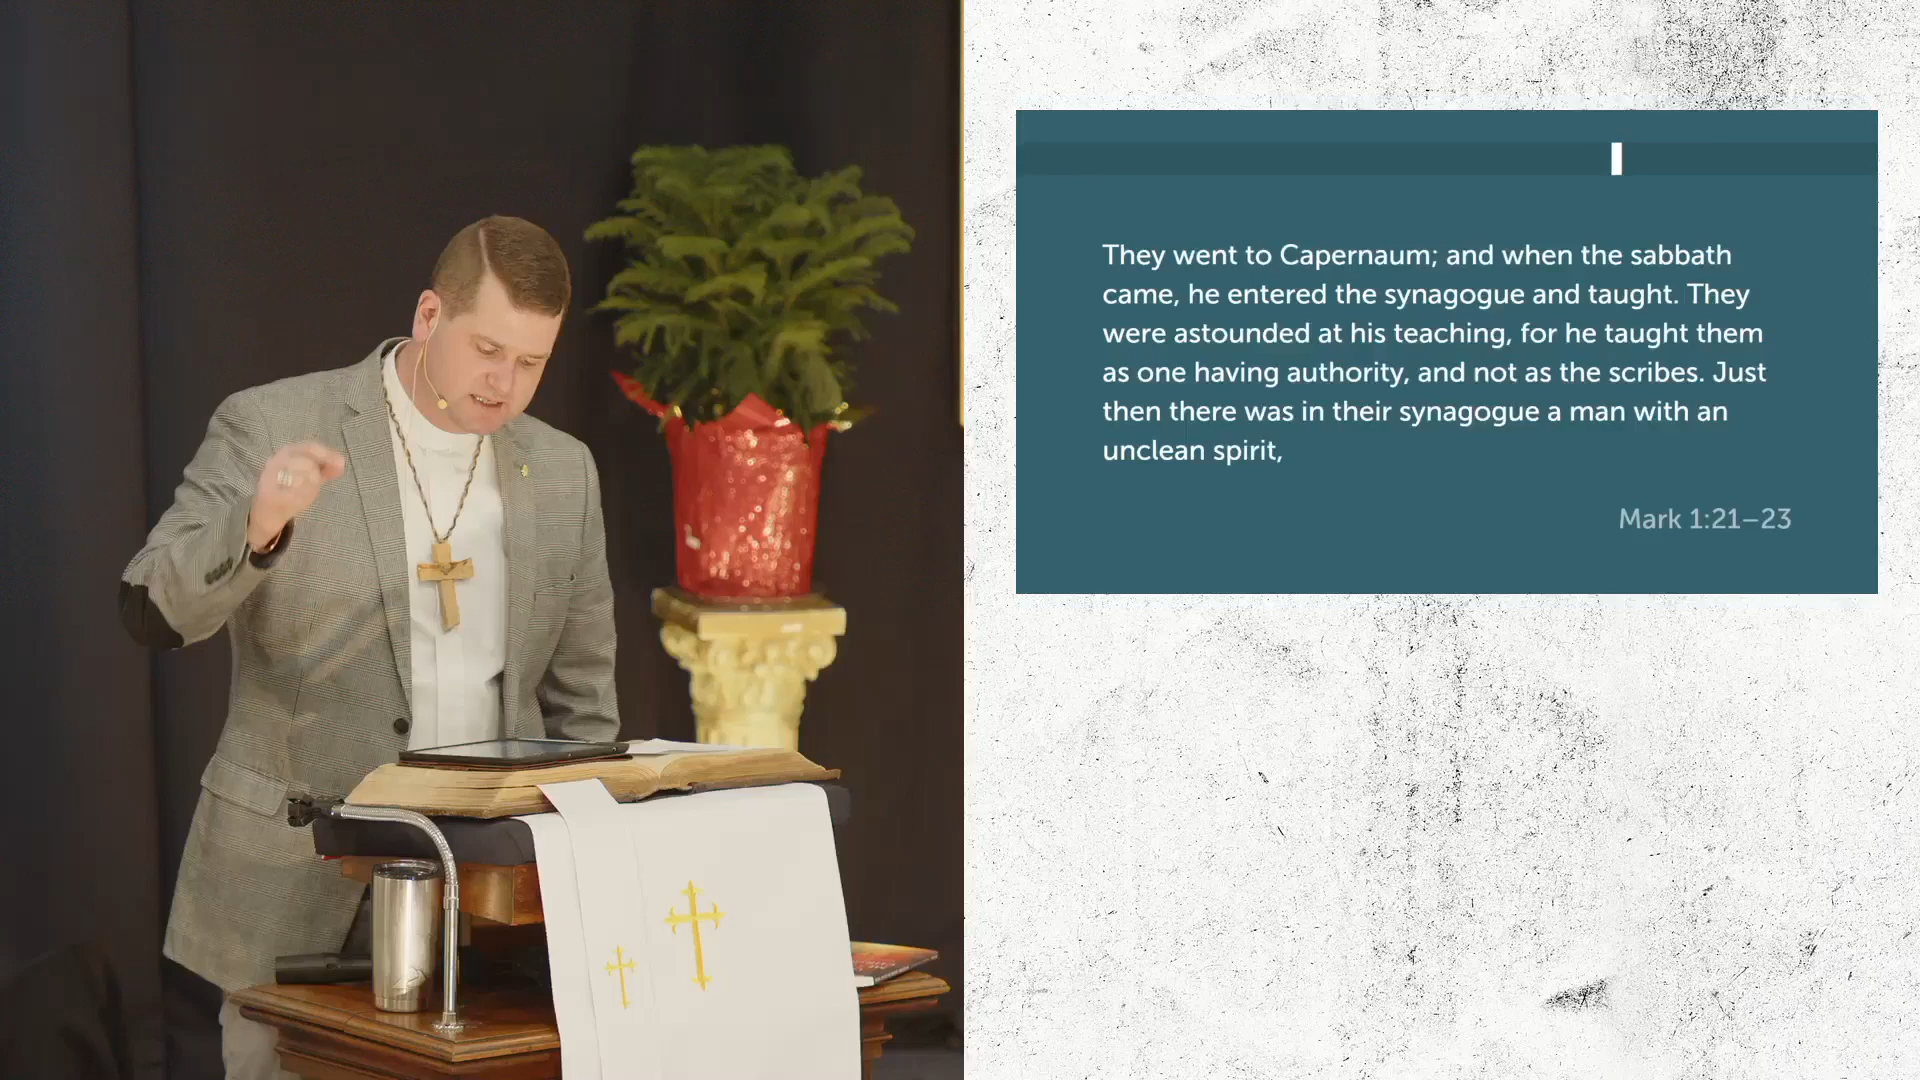 They went to Capernaum; and when the sabbath
came, he entered the synagogue and taught. They
were astounded at his teaching, for he taught them
as one having authority, and not as the scribes. Just
then there was in their synagogue a man with an
unclean spirit,
Mark 1:21–23